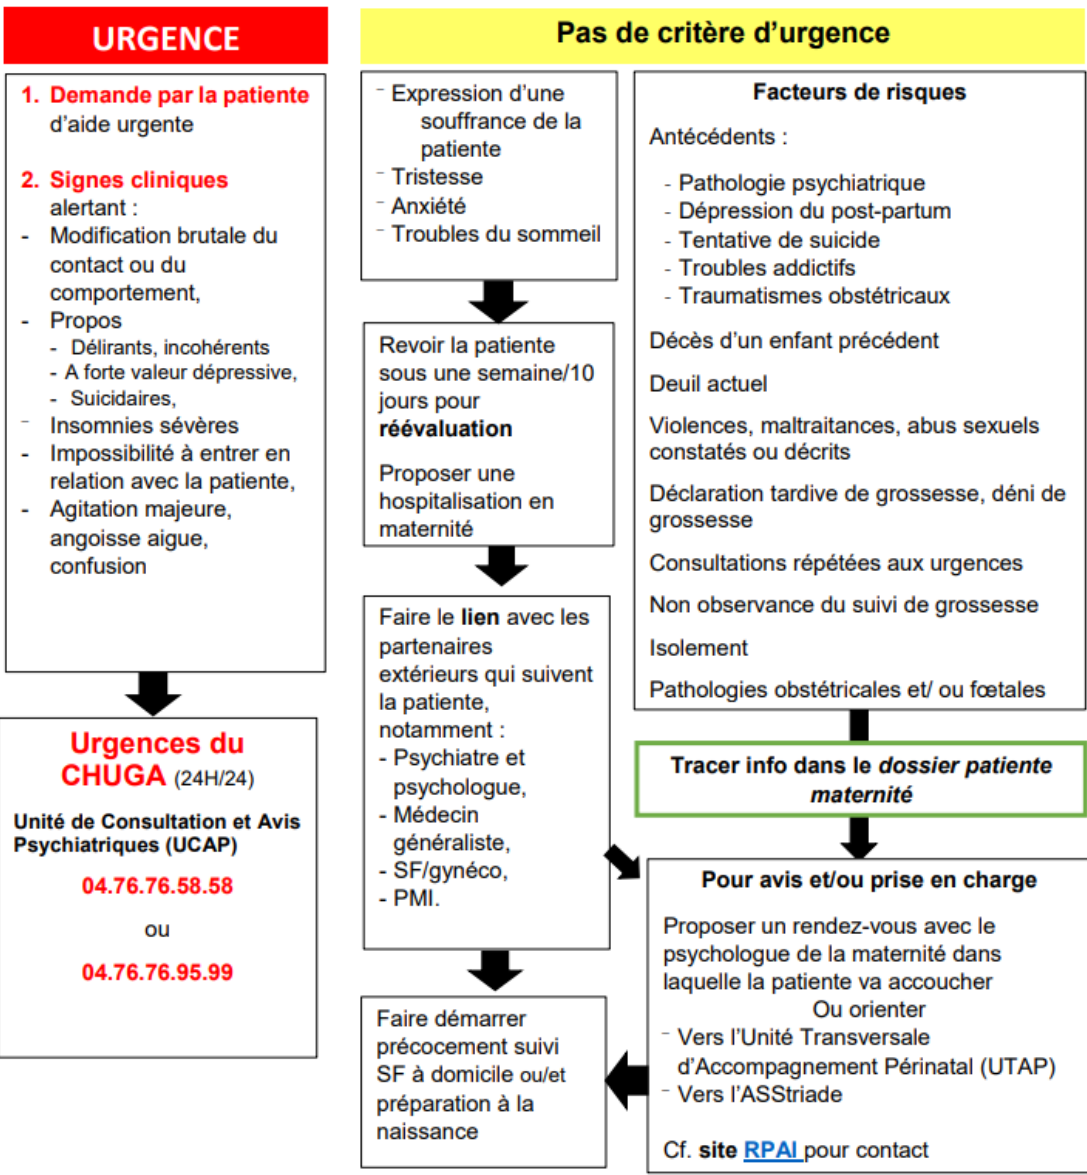 URGENCE
1. Demande par la patiente
d’aide urgente
2. Signes cliniques
alertant :
- Modification brutale du
contact ou du
comportement,
- Propos
- Délirants, incohérents
- A forte valeur dépressive,
- Suicidaires,
- Insomnies sévères
- Impossibilité à entrer en
relation avec la patiente,
- Agitation majeure,
angoisse aigue,
confusion
Urgences du
CHUGA (24H/24)
Unité de Consultation et Avis
Psychiatriques (UCAP)
04.76.76.58.58
ou
04.76.76.95.99
Pas de critère d’urgence
- Expression d’une
souffrance de la
patiente
- Tristesse
- Anxiété
- Troubles du sommeil
Revoir la patiente
sous une semaine/10
jours pour
réévaluation
Proposer une
hospitalisation en
maternité
Faire le lien avec les
partenaires
extérieurs qui suivent
la patiente,
notamment :
- Psychiatre et
psychologue,
- Médecin
généraliste,
- SF/gynéco,
- PMI.
Faire démarrer
précocement suivi
SF à domicile ou/et
préparation à la
naissance
Facteurs de risques
Antécédents :
- Pathologie psychiatrique
- Dépression du post-partum
- Tentative de suicide
- Troubles addictifs
- Traumatismes obstétricaux
Décès d’un enfant précédent
Deuil actuel
Violences, maltraitances, abus sexuels
constatés ou décrits
Déclaration tardive de grossesse, déni de
grossesse
Consultations répétées aux urgences
Non observance du suivi de grossesse
Isolement
Pathologies obstétricales et/ ou fœtales
Tracer info dans le dossier patiente
maternité
Pour avis et/ou prise en charge
Proposer un rendez-vous avec le
psychologue de la maternité dans
laquelle la patiente va accoucher
Ou orienter
- Vers l’Unité Transversale
d’Accompagnement Périnatal (UTAP)
- Vers l’ASStriade
Cf. site RPAI pour contact